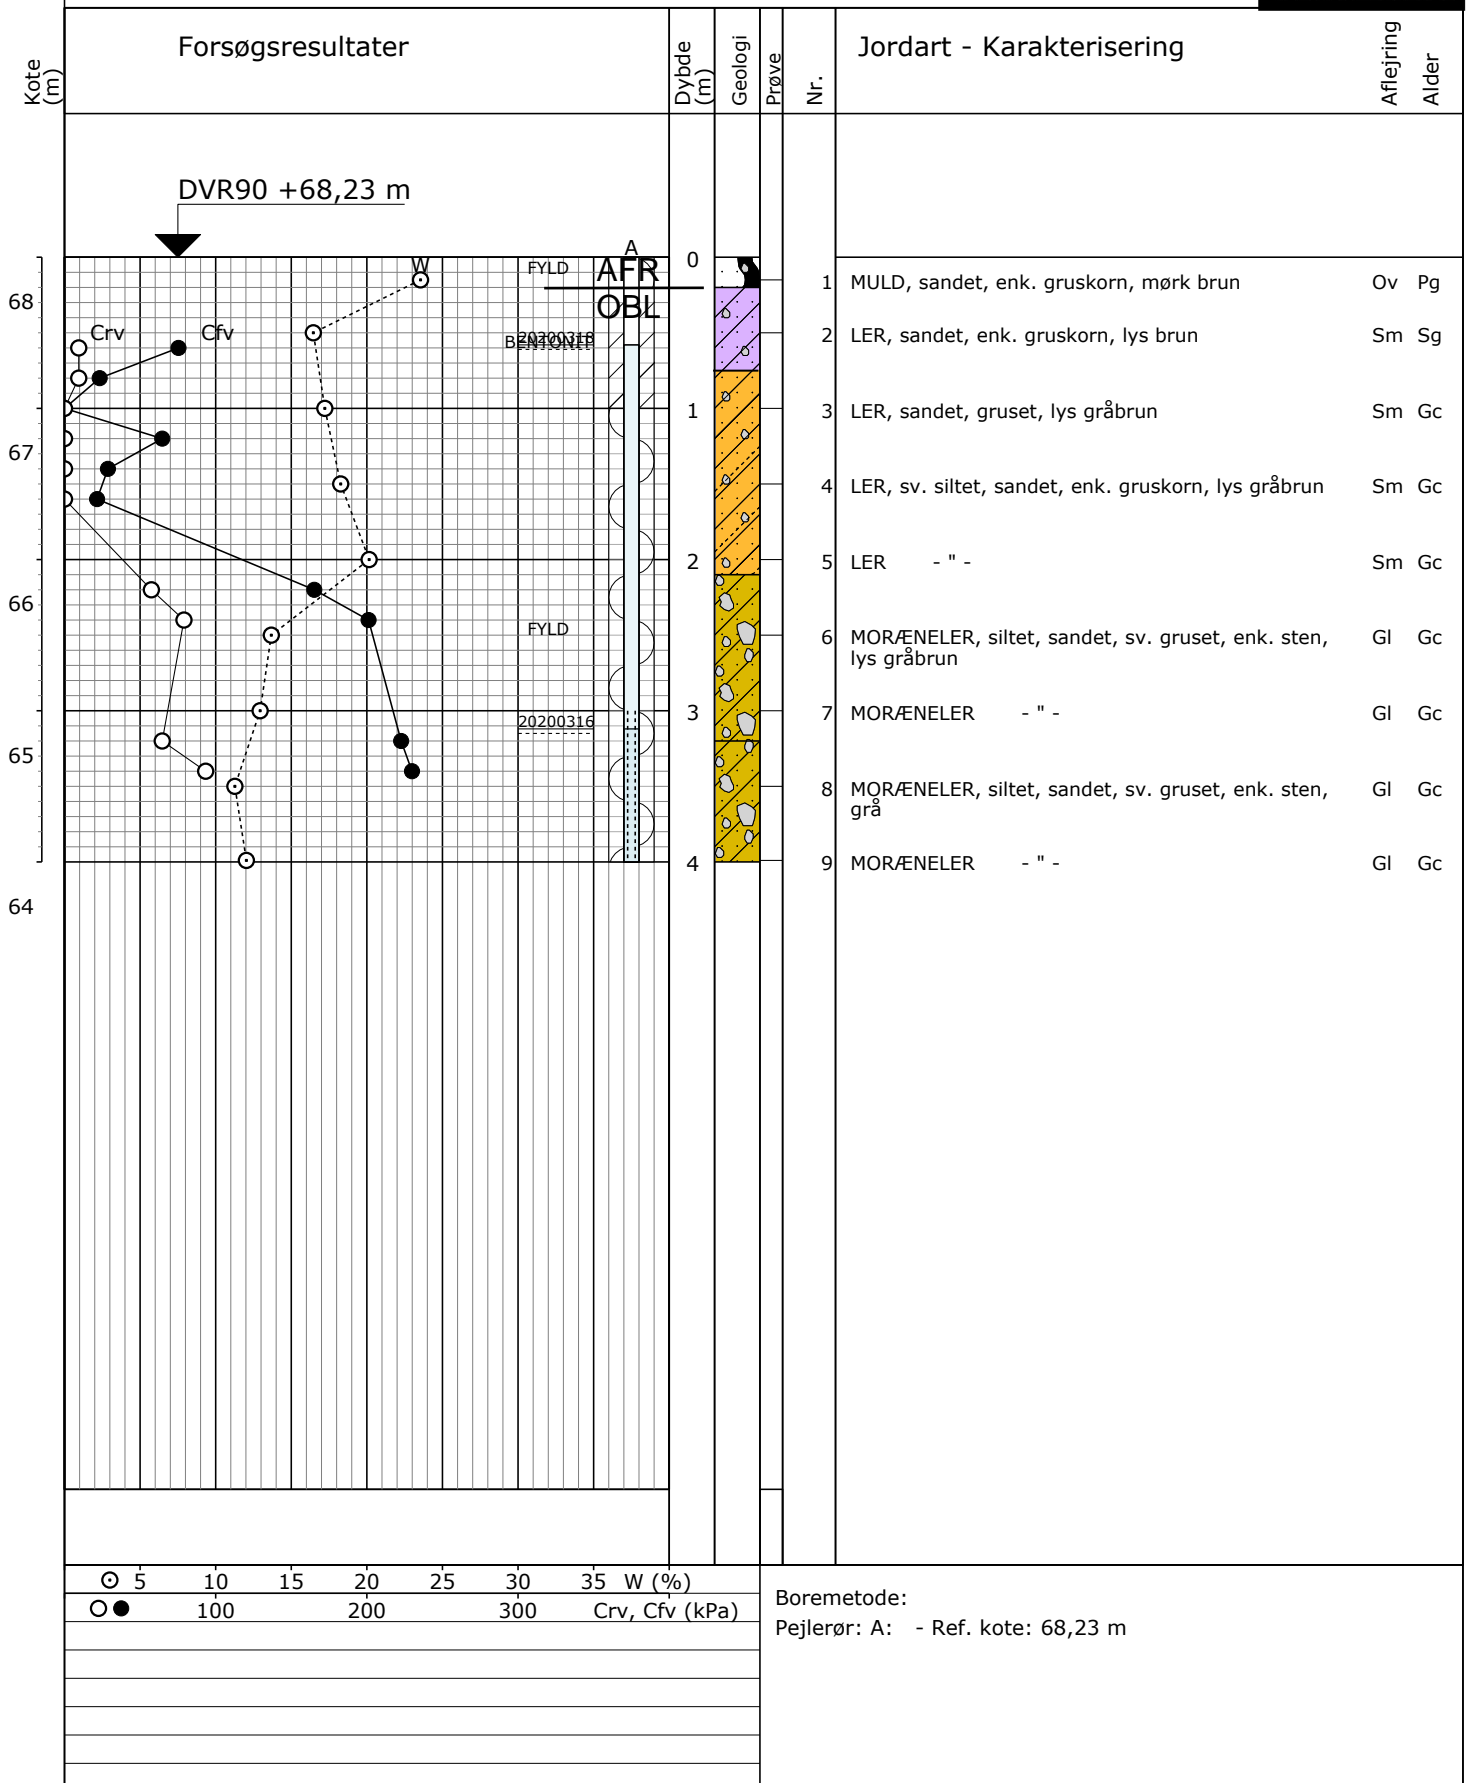 Kote (m)
Forsøgsresultater
Dybde (m)
Geologi
Prøve
Nr.
Jordart - Karakterisering
Aflejring
Alder
DVR90 +68,23 m
A
W
FYLD
AFR
0
1 MULD, sandet, enk. gruskorn, mørk brun Ov Pg
68
OBL
Crv
Cfv
20200318
BENTONIT
2 LER, sandet, enk. gruskorn, lys brun Sm Sg
1
3 LER, sandet, gruset, lys gråbrun Sm Gc
67
4 LER, sv. siltet, sandet, enk. gruskorn, lys gråbrun Sm Gc
2
5 LER - " - Sm Gc
66
FYLD
6 MORÆNELER, siltet, sandet, sv. gruset, enk. sten, Gl Gc
lys gråbrun
3
7 MORÆNELER - " - Gl Gc
20200316
65
8 MORÆNELER, siltet, sandet, sv. gruset, enk. sten, Gl Gc
grå
4
9 MORÆNELER - " - Gl Gc
64
5 10 15 20 25 30 35 W (%)
100 200 300 Crv, Cfv (kPa)
Boremetode:
Pejlerør: A: - Ref. kote: 68,23 m